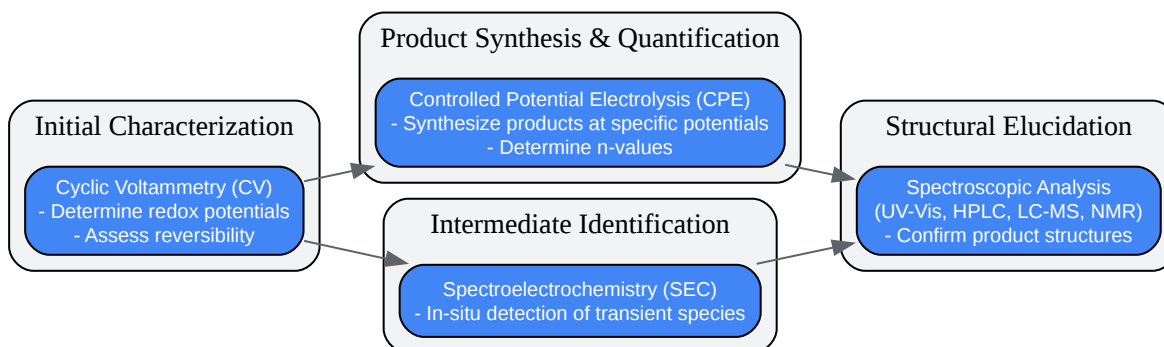 Initial Characterization
Cyclic Voltammetry (CV)
- Determine redox potentials
- Assess reversibility
Product Synthesis & Quantification
Controlled Potential Electrolysis (CPE)
- Synthesize products at specific potentials
- Determine n-values
Intermediate Identification
Spectroelectrochemistry (SEC)
- In-situ detection of transient species
Structural Elucidation
Spectroscopic Analysis
(UV-Vis, HPLC, LC-MS, NMR)
- Confirm product structures